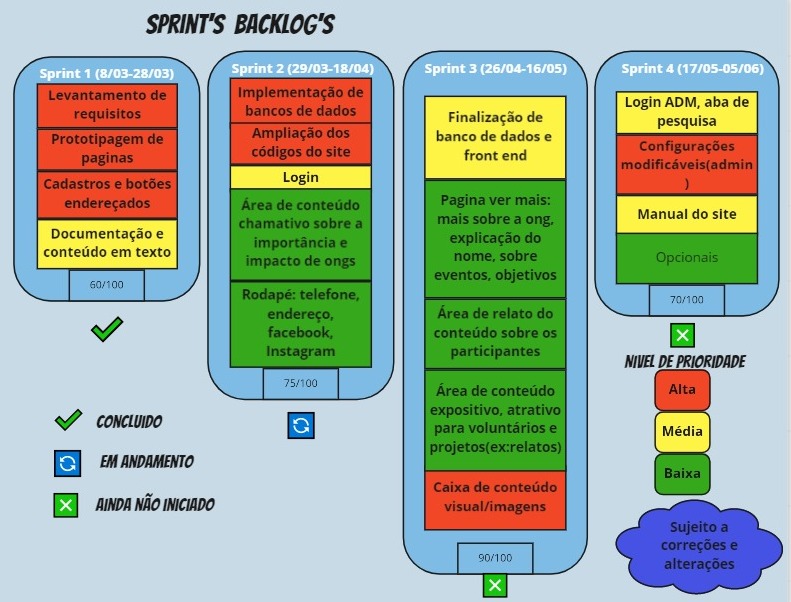 SPRINT'S BACKLOG'S
Sprint 1 (8/03-28/03)
Levantamento de
requisitos
Prototipagem de
paginas
Cadastros e botões
endereçados
Documentação e
conteúdo em texto
60/100
Sprint 2 (29/03-18/04)
Implementação de
bancos de dados
Ampliação dos
códigos do site
Login
Área de conteúdo
chamativo sobre a
importância e
impacto de ongs
Rodapé: telefone,
endereço,
facebook,
Instagram
75/100
Sprint 3 (26/04-16/05)
Finalização de
banco de dados e
front end
Pagina ver mais:
mais sobre a ong,
explicação do
nome, sobre
eventos, objetivos
Área de relato do
conteúdo sobre os
participantes
Área de conteúdo
expositivo, atrativo
para voluntários e
projetos(ex:relatos)
Caixa de conteúdo
visual/imagens
90/100
Sprint 4 (17/05-05/06)
Login ADM, aba de
pesquisa
Configurações
modificáveis(admin
)
Manual do site
Opcionais
70/100
CONCLUIDO
EM ANDAMENTO
AINDA NÃO INICIADO
NIVEL DE PRIORIDADE
Alta
Média
Baixa
Sujeito a
correções e
alterações